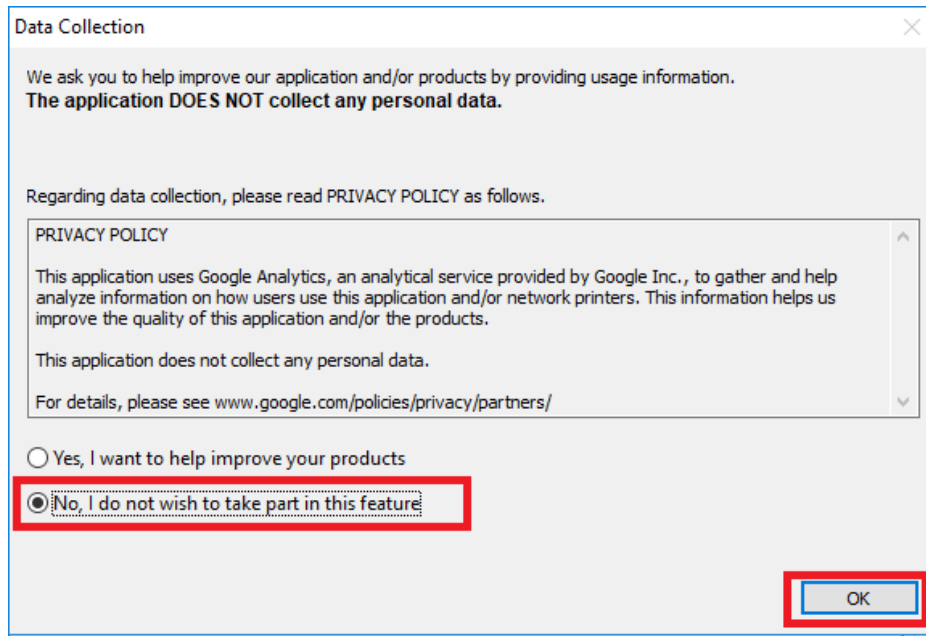 Data Collection
We ask you to help improve our application and/or products by providing usage information.
The application DOES NOT collect any personal data.
Regarding data collection, please read PRIVACY POLICY as follows.
PRIVACY POLICY
This application uses Google Analytics, an analytical service provided by Google Inc., to gather and help
analyze information on how users use this application and/or network printers. This information helps us
improve the quality of this application and/or the products.
This application does not collect any personal data.
For details, please see www.google.com/policies/privacy/partners/
Yes, I want to help improve your products
No, I do not wish to take part in this feature
OK